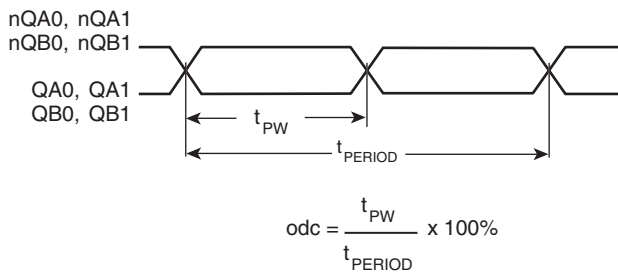 nQA0, nQA1
nQB0, nQB1
QA0, QA1
QB0, QB1
tPW
tPERIOD
odc = tPW / tPERIOD x 100%